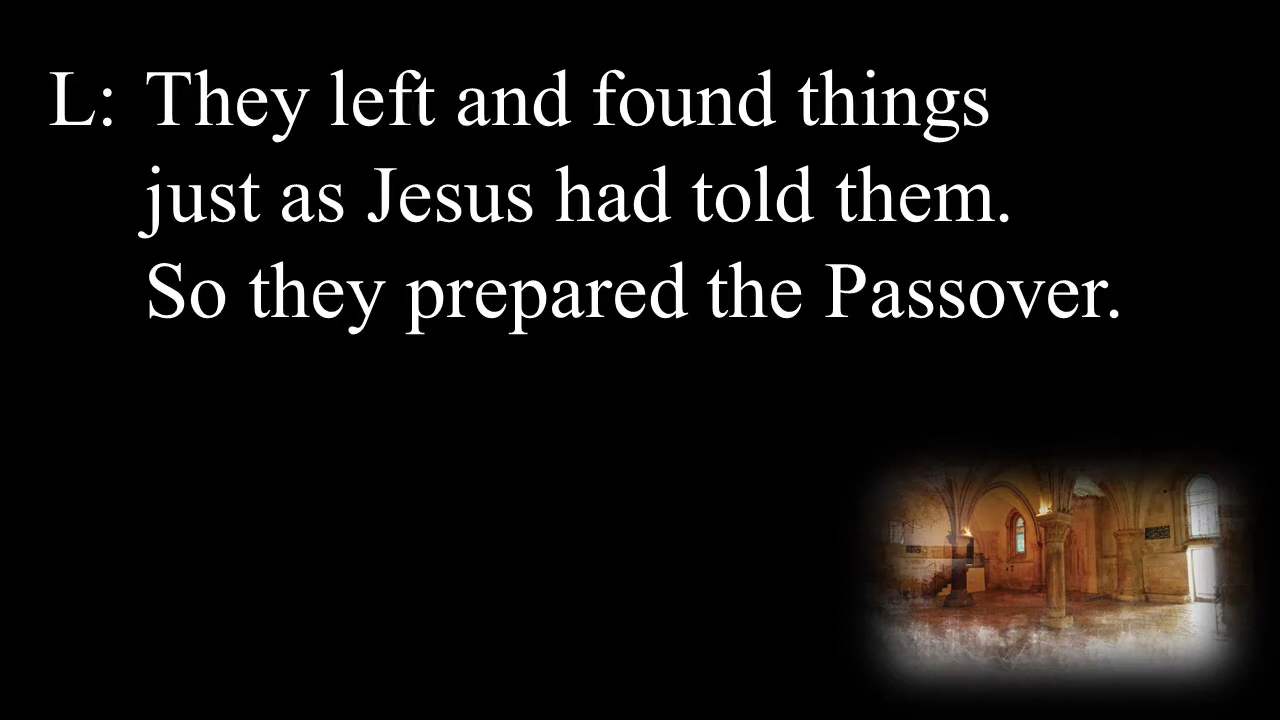 L: They left and found things
just as Jesus had told them.
So they prepared the Passover.